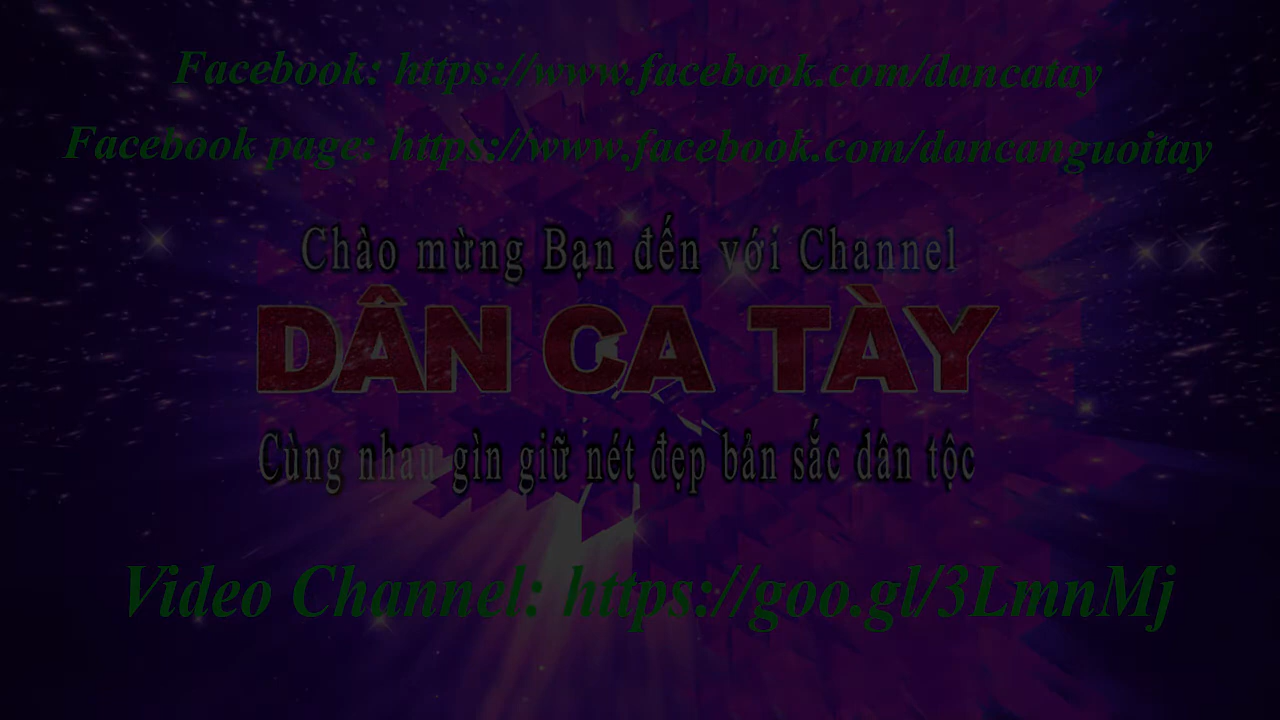 Facebook: https://www.facebook.com/dancatay
Facebook page: https://www.facebook.com/dancanguoitay
Chào mừng Bạn đến với Channel
DÂN CA TÀY
Cùng nhau gìn giữ nét đẹp bản sắc dân tộc
Video Channel: https://goo.gl/3LmnMj